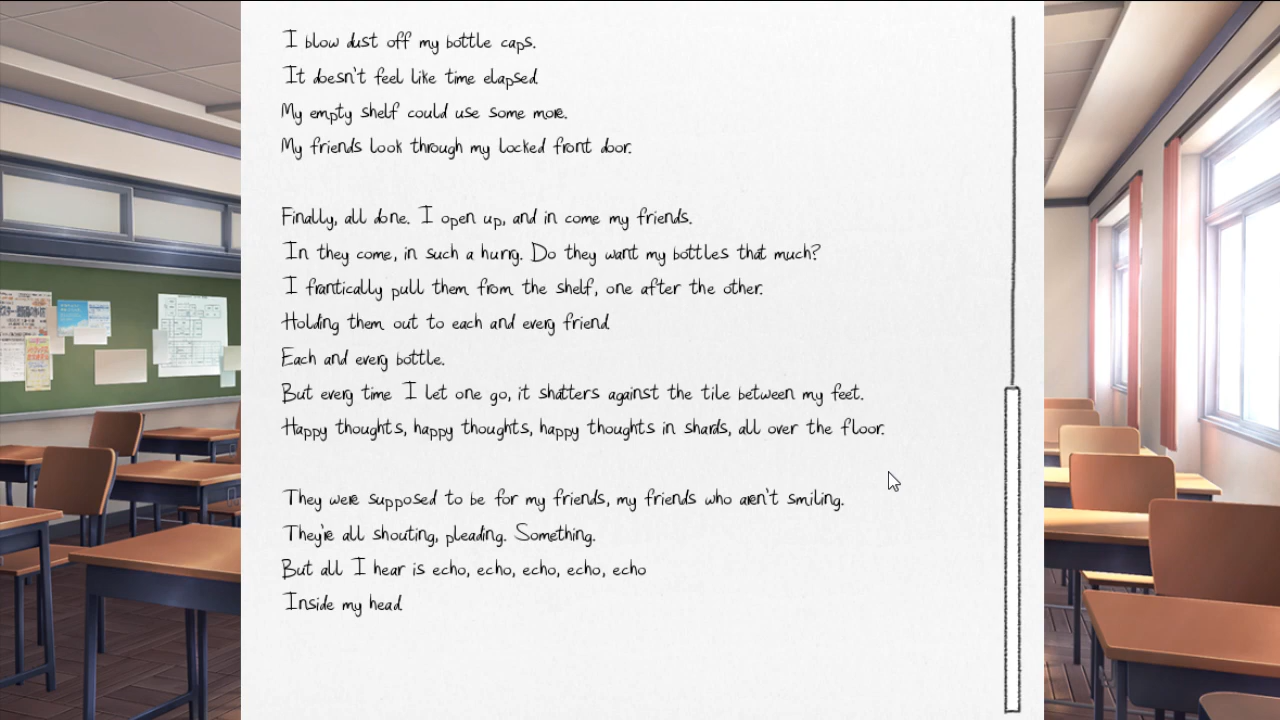 I blow dust off my bottle caps.
It doesn't feel like time elapsed
My empty shelf could use some more.
My friends look through my locked front door.
Finally, all done. I open up, and in come my friends.
In they come, in such a hurry. Do they want my bottles that much?
I frantically pull them from the shelf, one after the other.
Holding them out to each and every friend
Each and every bottle.
But every time I let one go, it shatters against the tile between my feet.
Happy thoughts, happy thoughts, happy thoughts in shards, all over the floor.
They were supposed to be for my friends, my friends who aren't smiling.
They're all shouting, pleading. Something.
But all I hear is echo, echo, echo, echo, echo
Inside my head